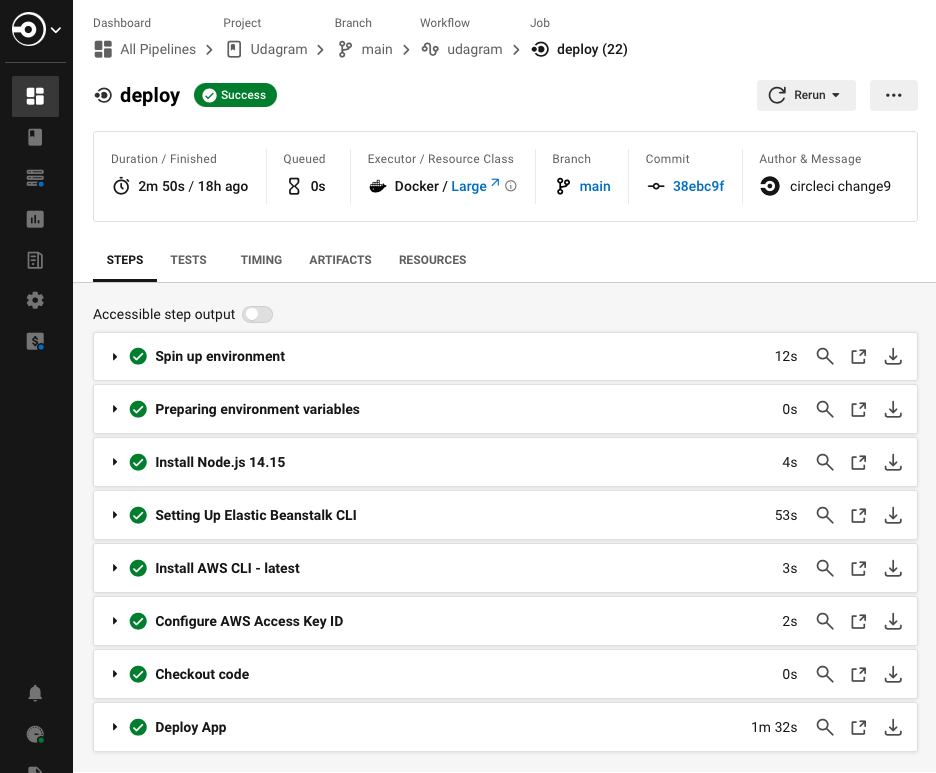 Dashboard Project Branch Workflow Job
All Pipelines Udagram main udagram deploy (22)
deploy Success Rerun
Duration / Finished Queued Executor / Resource Class Branch Commit Author & Message
2m 50s / 18h ago 0s Docker / Large main 38ebc9f circleci change9
STEPS TESTS TIMING ARTIFACTS RESOURCES
Accessible step output
Spin up environment 12s
Preparing environment variables 0s
Install Node.js 14.15 4s
Setting Up Elastic Beanstalk CLI 53s
Install AWS CLI - latest 3s
Configure AWS Access Key ID 2s
Checkout code 0s
Deploy App 1m 32s